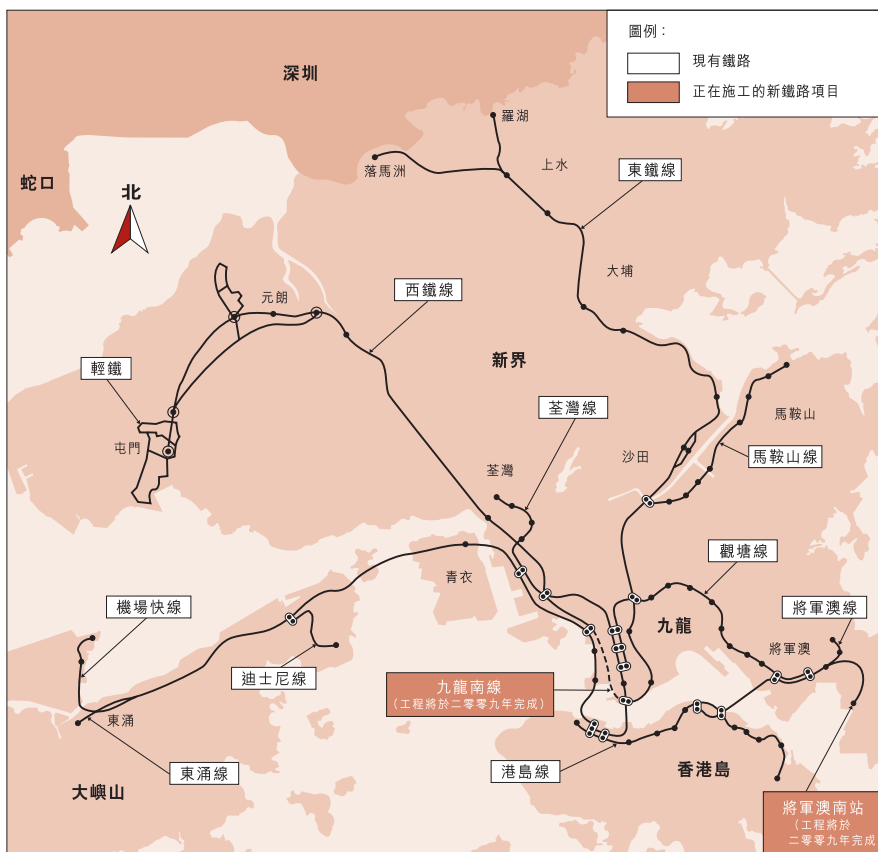 圖例：
現有鐵路
正在施工的新鐵路項目
深圳
羅湖
上水
落馬洲
東鐵線
蛇口
北
大埔
元朗
西鐵線
新界
輕鐵
荃灣線
馬鞍山
屯門
沙田
馬鞍山線
荃灣
觀塘線
青衣
機場快線
將軍澳線
九龍
將軍澳
迪士尼線
九龍南線
（工程將於二零零九年完成）
東涌
東涌線
港島線
香港島
大嶼山
將軍澳南站
（工程將於
二零零九年完成